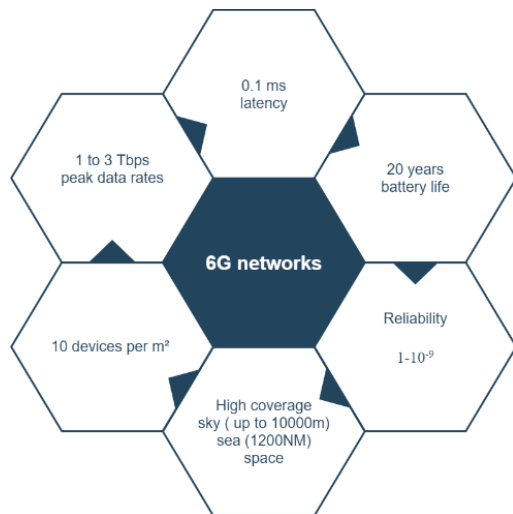 0.1 ms
latency
1 to 3 Tbps
peak data rates
20 years
battery life
6G networks
10 devices per m²
Reliability
1-10⁻⁹
High coverage
sky ( up to 10000m)
sea (1200NM)
space